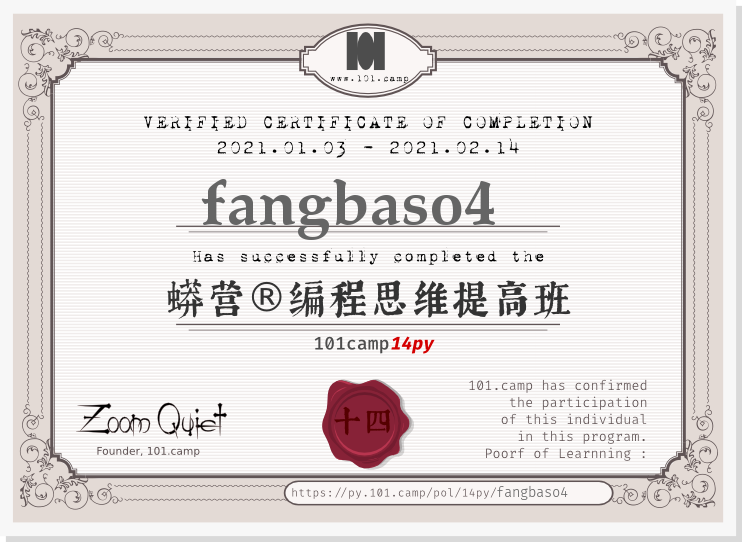 www.101.camp
VERIFIED CERTIFICATE OF COMPLETION
2021.01.03 - 2021.02.14
fangbaso4
Has successfully completed the
蟒营®编程思维提高班
101camp14py
Zoom Quiet
Founder, 101.camp
十四
101.camp has confirmed
the participation
of this individual
in this program.
Poorf of Learnning :
https://py.101.camp/pol/14py/fangbaso4